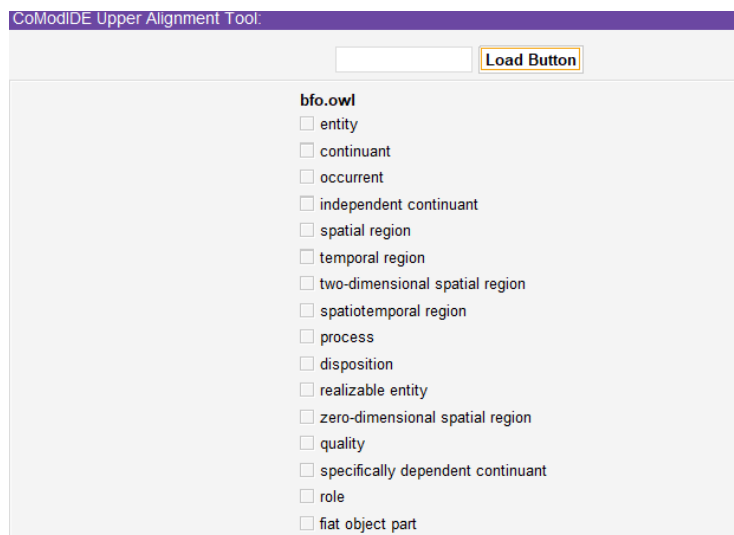 CoModIDE Upper Alignment Tool:
Load Button
bfo.owl
entity
continuant
occurrent
independent continuant
spatial region
temporal region
two-dimensional spatial region
spatiotemporal region
process
disposition
realizable entity
zero-dimensional spatial region
quality
specifically dependent continuant
role
fiat object part